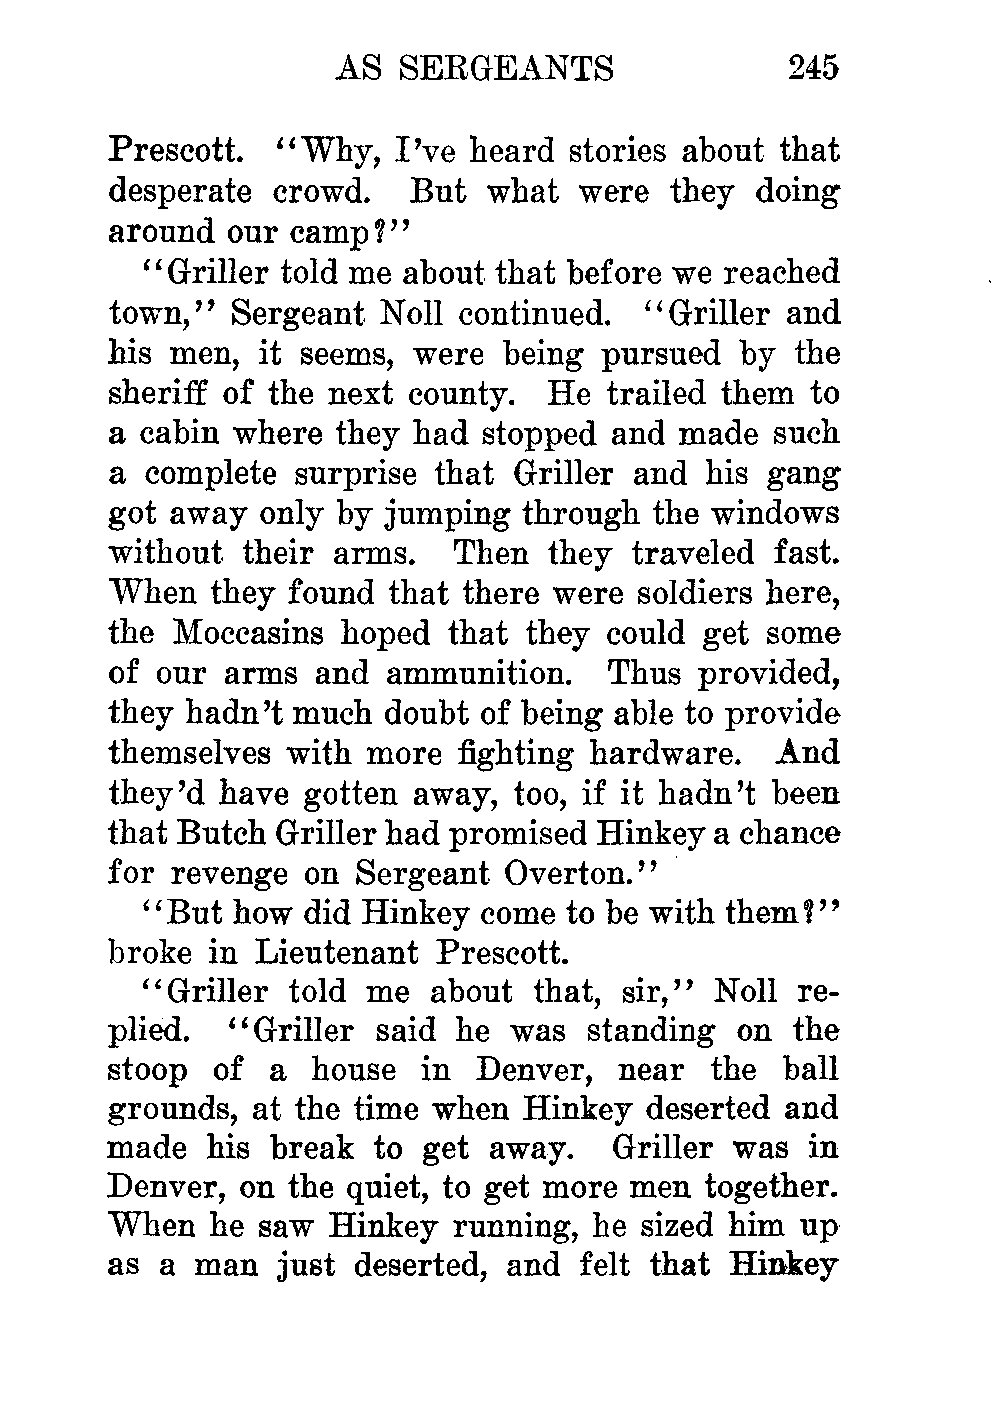 AS SERGEANTS 245
Prescott. "Why, I've heard stories about that
desperate crowd. But what were they doing
around our camp?"
"Griller told me about that before we reached
town," Sergeant Noll continued. "Griller and
his men, it seems, were being pursued by the
sheriff of the next county. He trailed them to
a cabin where they had stopped and made such
a complete surprise that Griller and his gang
got away only by jumping through the windows
without their arms. Then they traveled fast.
When they found that there were soldiers here,
the Moccasins hoped that they could get some
of our arms and ammunition. Thus provided,
they hadn't much doubt of being able to provide
themselves with more fighting hardware. And
they'd have gotten away, too, if it hadn't been
that Butch Griller had promised Hinkey a chance
for revenge on Sergeant Overton."
"But how did Hinkey come to be with them?"
broke in Lieutenant Prescott.
"Griller told me about that, sir," Noll re-
plied. "Griller said he was standing on the
stoop of a house in Denver, near the ball
grounds, at the time when Hinkey deserted and
made his break to get away. Griller was in
Denver, on the quiet, to get more men together.
When he saw Hinkey running, he sized him up
as a man just deserted, and felt that Hinkey